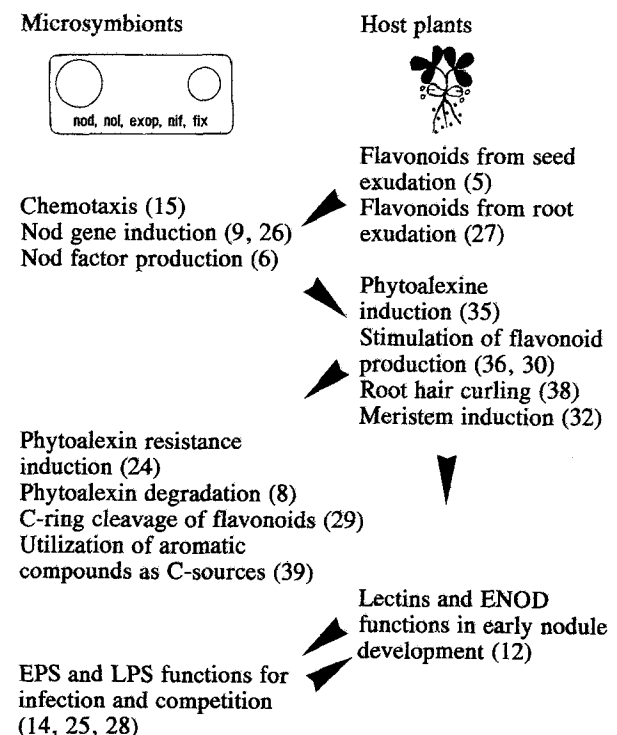 Microsymbionts
Host plants
nod, nol, exop, nif, fix
Flavonoids from seed
exudation (5)
Flavonoids from root
exudation (27)
Chemotaxis (15)
Nod gene induction (9, 26)
Nod factor production (6)
Phytoalexine
induction (35)
Stimulation of flavonoid
production (36, 30)
Root hair curling (38)
Meristem induction (32)
Phytoalexin resistance
induction (24)
Phytoalexin degradation (8)
C-ring cleavage of flavonoids (29)
Utilization of aromatic
compounds as C-sources (39)
Lectins and ENOD
functions in early nodule
development (12)
EPS and LPS functions for
infection and competition
(14, 25, 28)